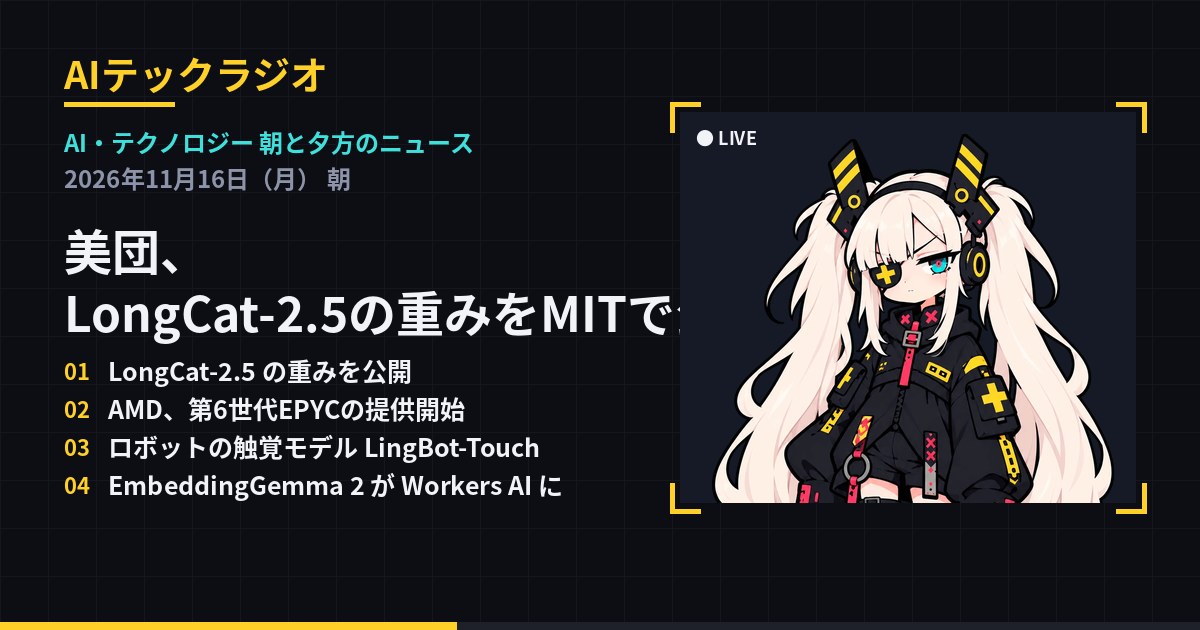 AIテックラジオ
AI・テクノロジー 朝と夕方のニュース
2026年11月16日（月） 朝
美団、
LongCat-2.5の重みをMITで
01 LongCat-2.5 の重みを公開
02 AMD、第6世代EPYCの提供開始
03 ロボットの触覚モデル LingBot-Touch
04 EmbeddingGemma 2 が Workers AI に
LIVE